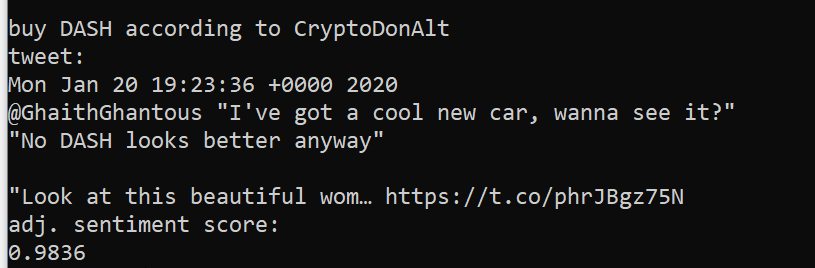 buy DASH according to CryptoDonAlt
tweet:
Mon Jan 20 19:23:36 +0000 2020
@GhaithGhantous "I've got a cool new car, wanna see it?"
"No DASH looks better anyway"
"Look at this beautiful wom… https://t.co/phrJBgz75N
adj. sentiment score:
0.9836